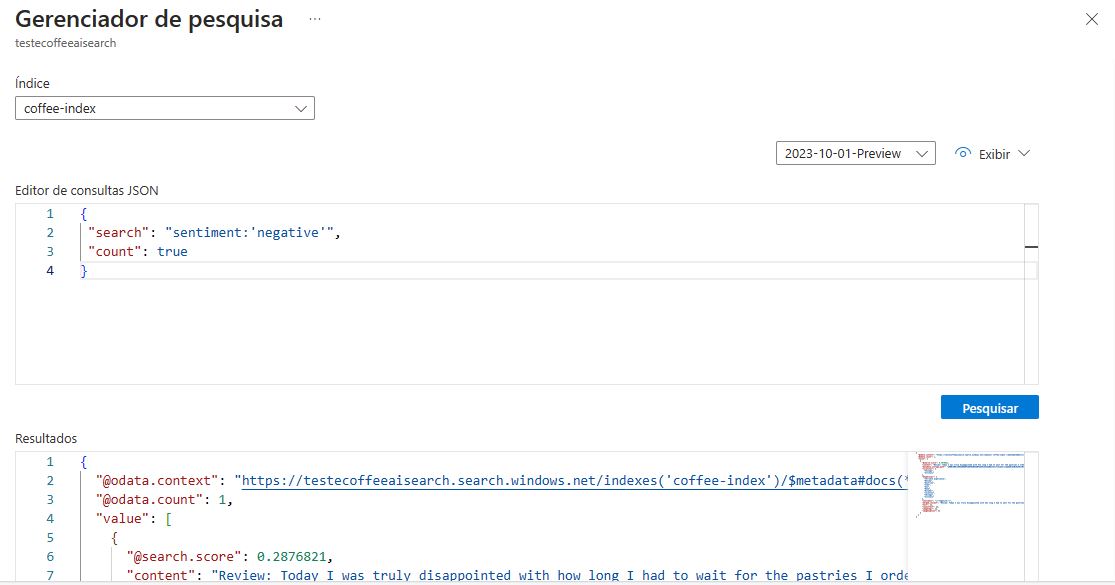 Gerenciador de pesquisa ...
testecoffeeaisearch
Índice
coffee-index
2023-10-01-Preview
Exibir
Editor de consultas JSON
1 {
2 "search": "sentiment:'negative'",
3 "count": true
4 }
Pesquisar
Resultados
1 {
2 "@odata.context": "https://testecoffeeaisearch.search.windows.net/indexes('coffee-index')/$metadata#docs(*
3 "@odata.count": 1,
4 "value": [
5 {
6 "@search.score": 0.2876821,
7 "content": "Review: Today I was truly disappointed with how long I had to wait for the pastries I orde